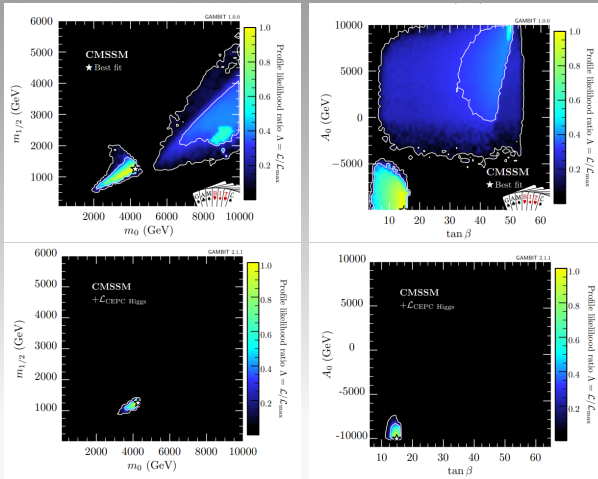 GAMBIT 1.0.0
CMSSM
★ Best fit
6000
5000
4000
3000
2000
1000
m₁/₂ (GeV)
2000 4000 6000 8000 10000
m₀ (GeV)
1.0
0.8
0.6
0.4
0.2
Profile likelihood ratio Λ = ℒ/ℒmax
G A M B I T
GAMBIT 1.0.0
10000
5000
0
−5000
A₀ (GeV)
CMSSM
★ Best fit
10 20 30 40 50 60
tan β
1.0
0.8
0.6
0.4
0.2
Profile likelihood ratio Λ = ℒ/ℒmax
G A M B I T
GAMBIT 2.1.1
CMSSM
+ℒCEPC Higgs
6000
5000
4000
3000
2000
1000
m₁/₂ (GeV)
2000 4000 6000 8000 10000
m₀ (GeV)
1.0
0.8
0.6
0.4
0.2
Profile likelihood ratio Λ = ℒ/ℒmax
GAMBIT 2.1.1
CMSSM
+ℒCEPC Higgs
10000
5000
0
-5000
-10000
A₀ (GeV)
10 20 30 40 50 60
tan β
1.0
0.8
0.6
0.4
0.2
Profile likelihood ratio Λ = ℒ/ℒmax